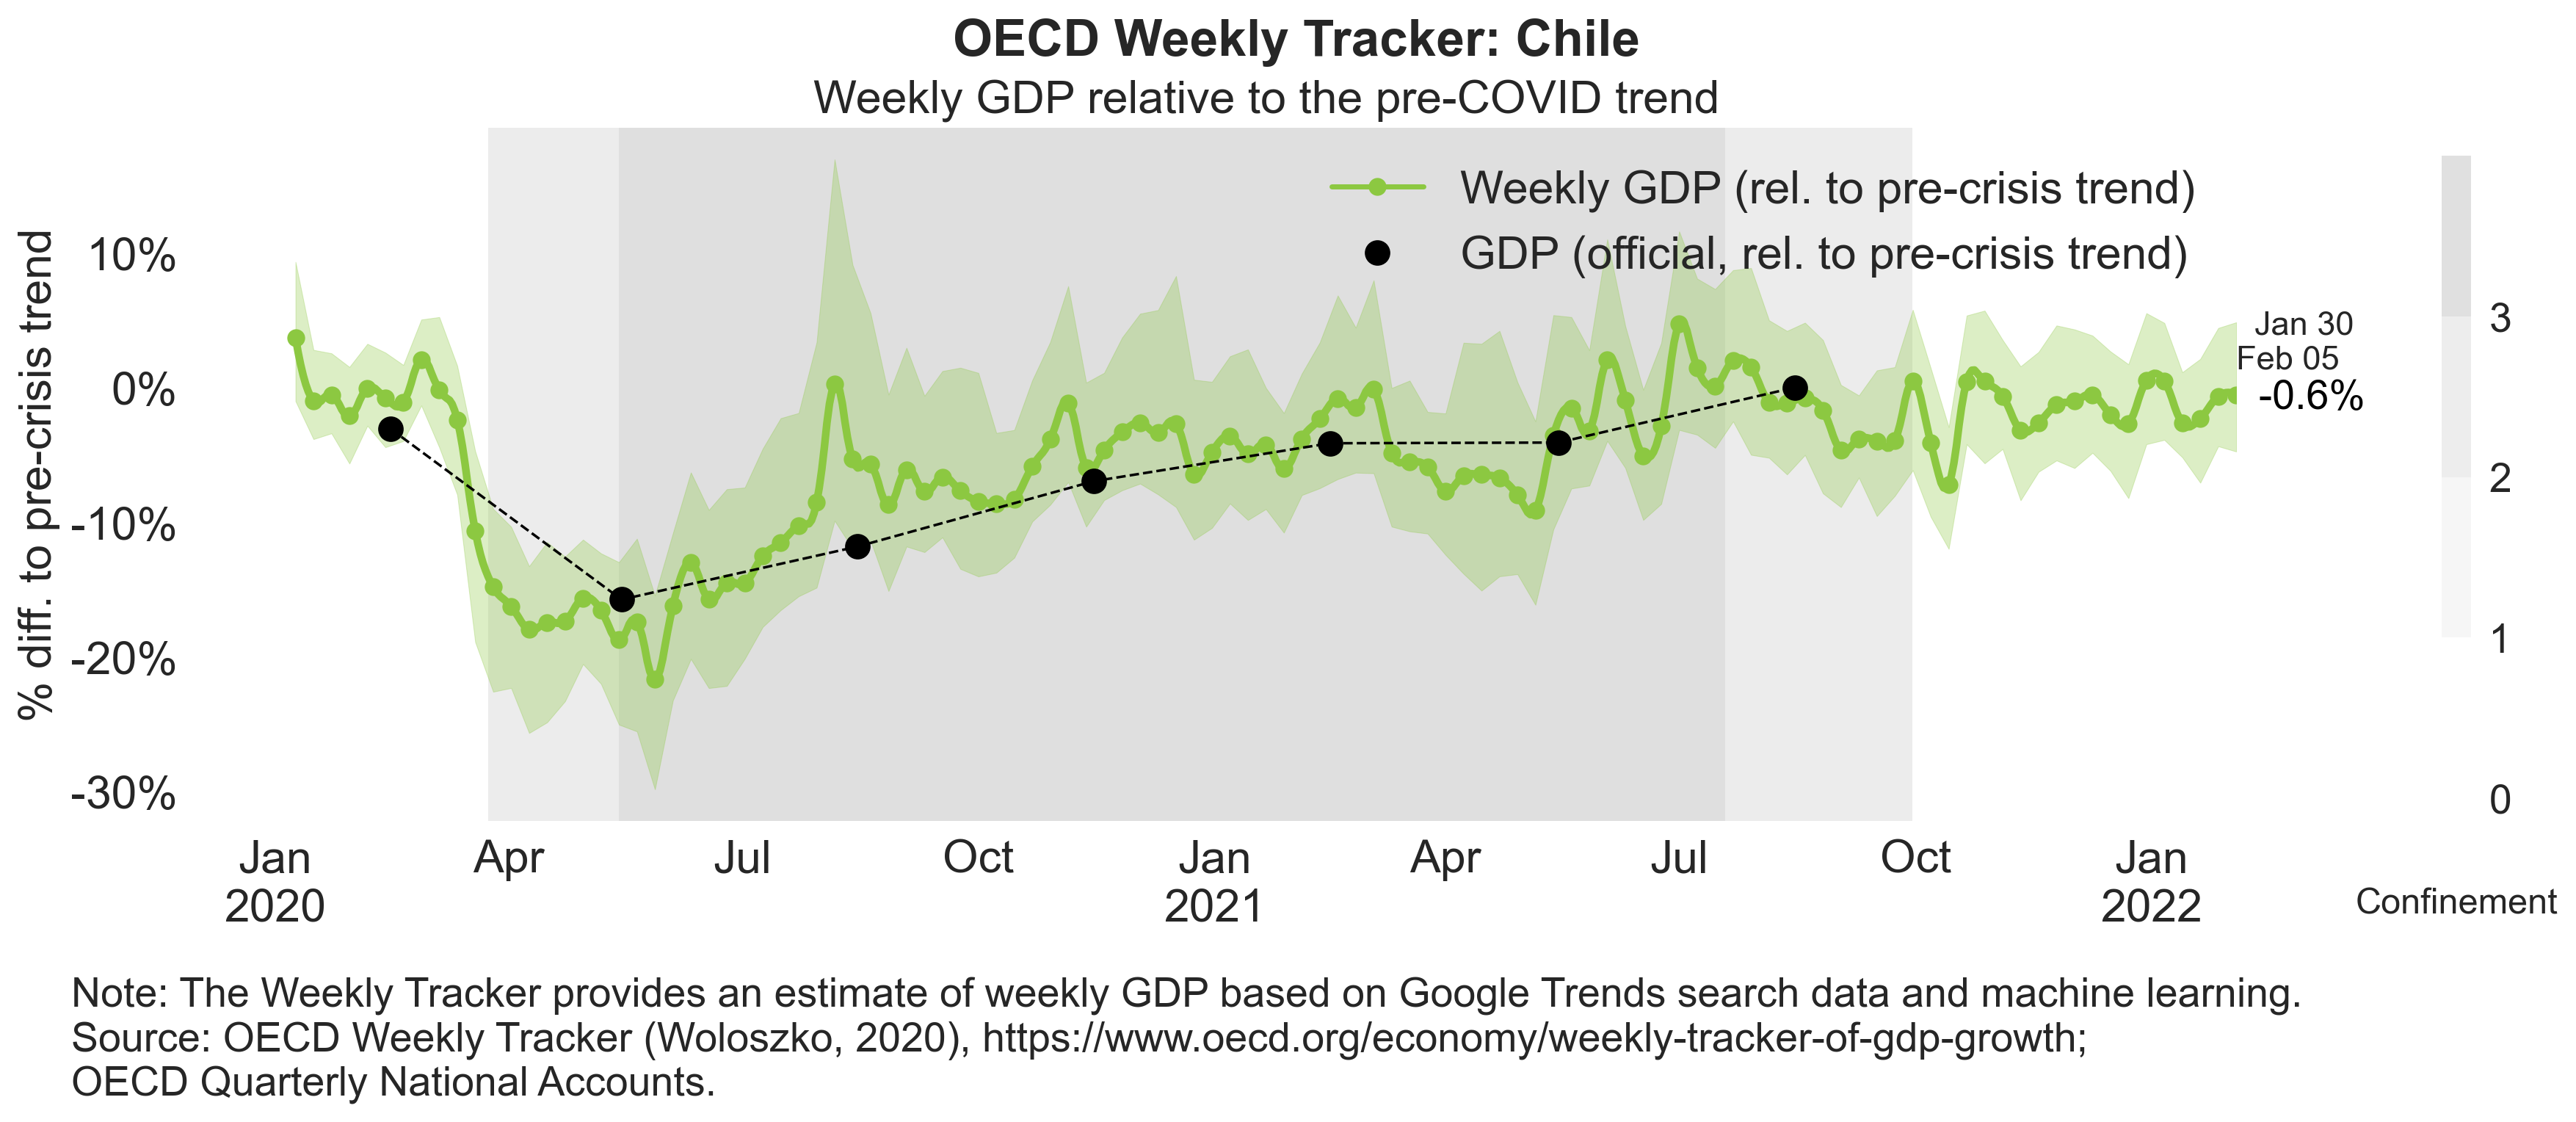 OECD Weekly Tracker: Chile
Weekly GDP relative to the pre-COVID trend
% diff. to pre-crisis trend
10%
0%
-10%
-20%
-30%
Weekly GDP (rel. to pre-crisis trend)
GDP (official, rel. to pre-crisis trend)
Jan 30
Feb 05
-0.6%
3
2
1
0
Confinement
Jan
2020
Apr
Jul
Oct
Jan
2021
Apr
Jul
Oct
Jan
2022
Note: The Weekly Tracker provides an estimate of weekly GDP based on Google Trends search data and machine learning.
Source: OECD Weekly Tracker (Woloszko, 2020), https://www.oecd.org/economy/weekly-tracker-of-gdp-growth;
OECD Quarterly National Accounts.